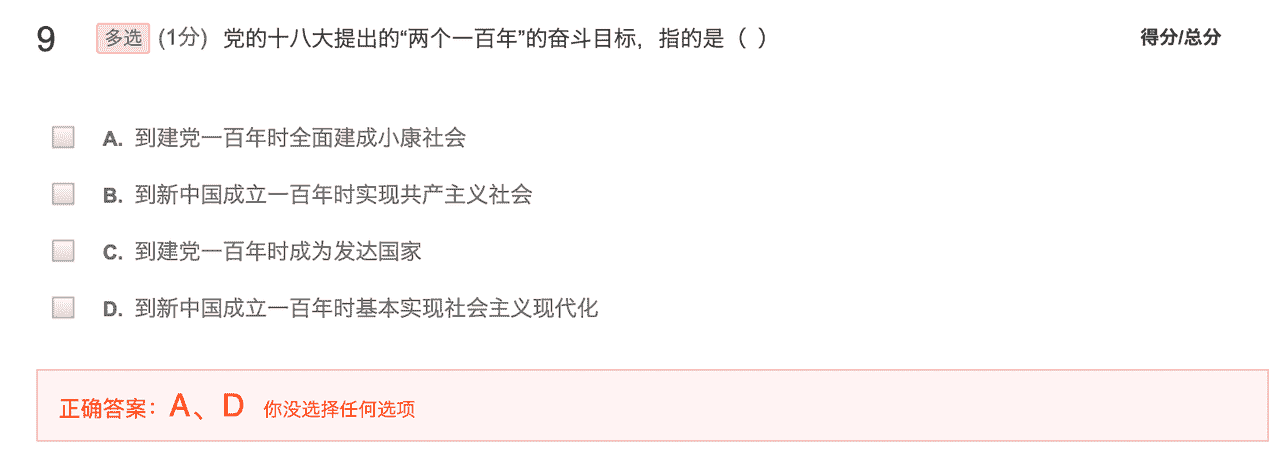 9 多选 (1分) 党的十八大提出的“两个一百年”的奋斗目标，指的是（ ） 得分/总分
A. 到建党一百年时全面建成小康社会
B. 到新中国成立一百年时实现共产主义社会
C. 到建党一百年时成为发达国家
D. 到新中国成立一百年时基本实现社会主义现代化
正确答案：A、D 你没选择任何选项